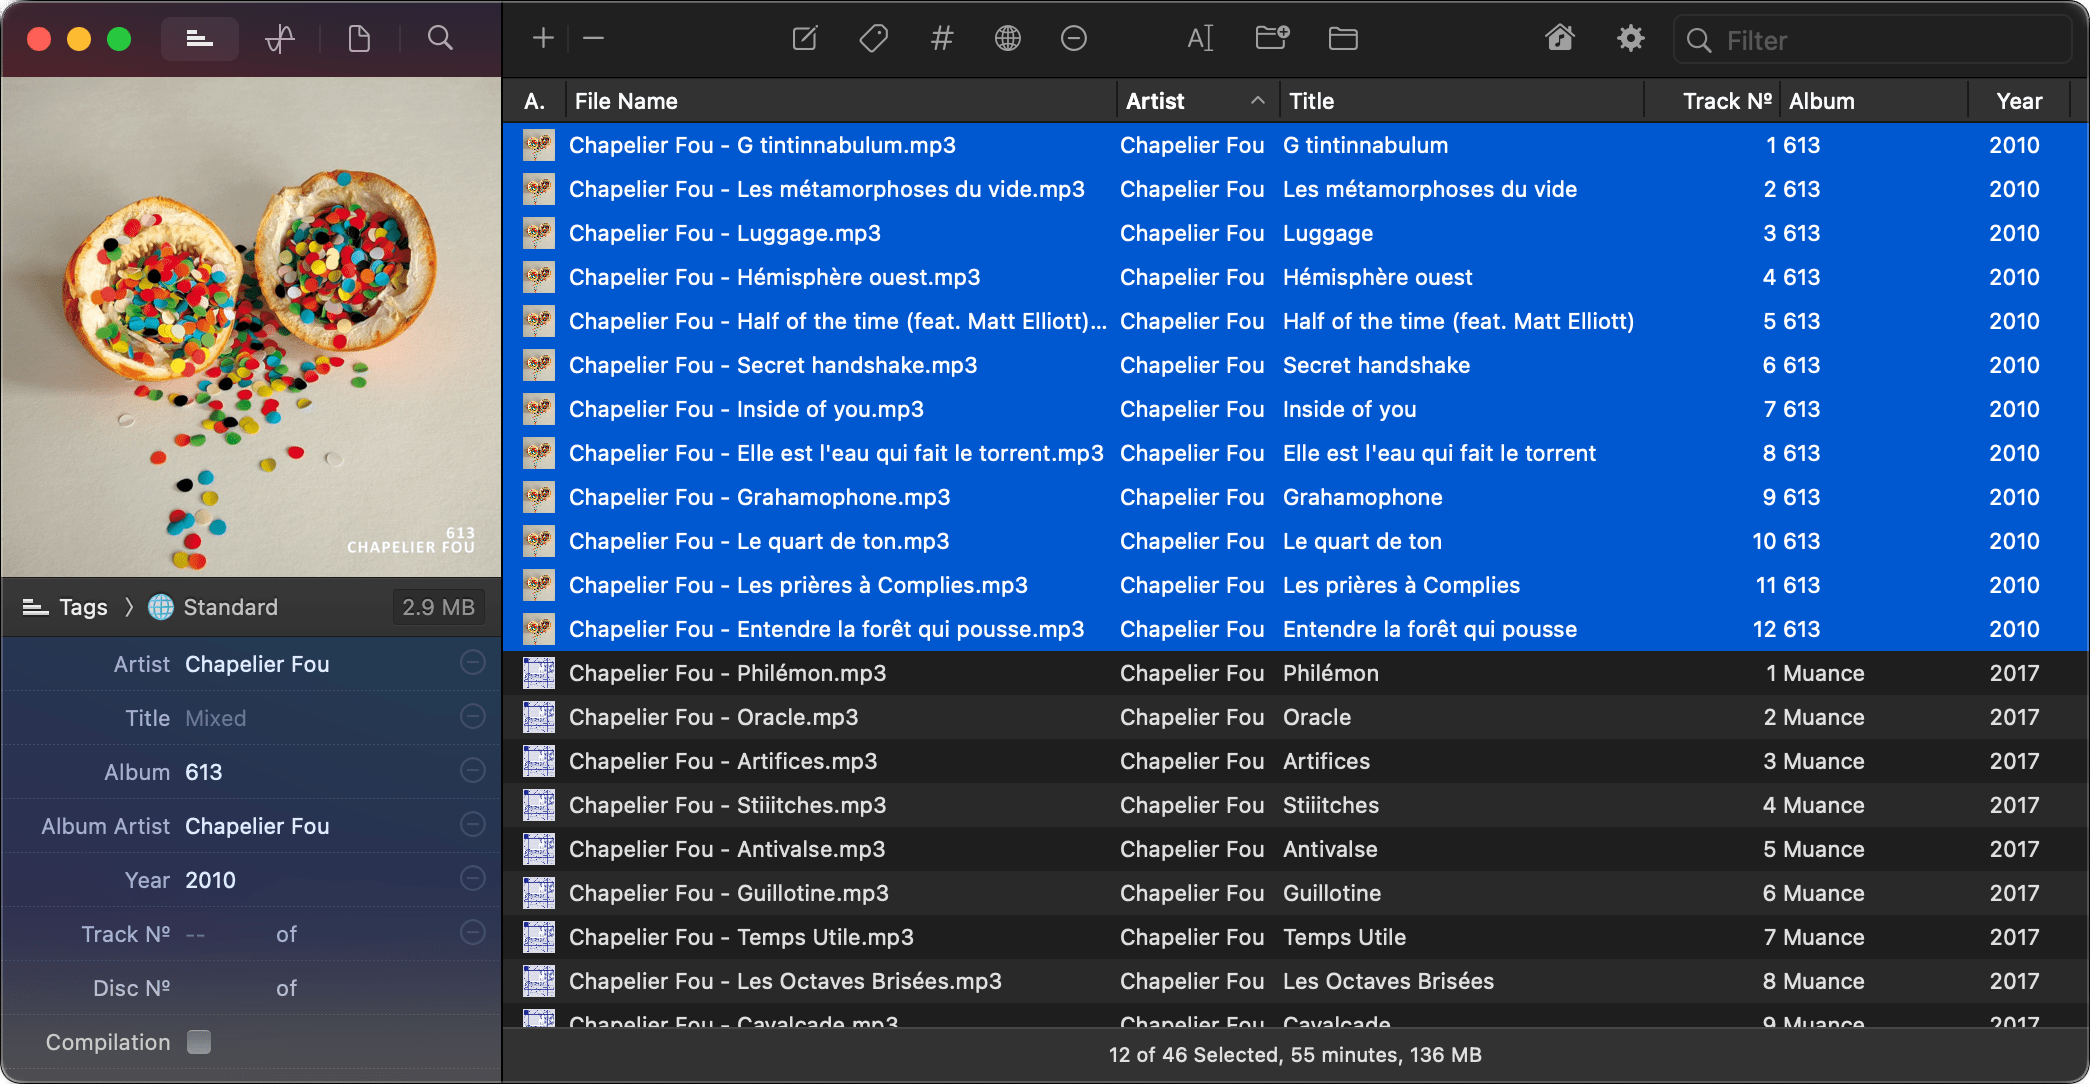 Filter
A. File Name Artist Title Track Nº Album Year
Chapelier Fou - G tintinnabulum.mp3 Chapelier Fou G tintinnabulum 1 613 2010
Chapelier Fou - Les métamorphoses du vide.mp3 Chapelier Fou Les métamorphoses du vide 2 613 2010
Chapelier Fou - Luggage.mp3 Chapelier Fou Luggage 3 613 2010
Chapelier Fou - Hémisphère ouest.mp3 Chapelier Fou Hémisphère ouest 4 613 2010
Chapelier Fou - Half of the time (feat. Matt Elliott)... Chapelier Fou Half of the time (feat. Matt Elliott) 5 613 2010
Chapelier Fou - Secret handshake.mp3 Chapelier Fou Secret handshake 6 613 2010
Chapelier Fou - Inside of you.mp3 Chapelier Fou Inside of you 7 613 2010
Chapelier Fou - Elle est l'eau qui fait le torrent.mp3 Chapelier Fou Elle est l'eau qui fait le torrent 8 613 2010
Chapelier Fou - Grahamophone.mp3 Chapelier Fou Grahamophone 9 613 2010
Chapelier Fou - Le quart de ton.mp3 Chapelier Fou Le quart de ton 10 613 2010
Chapelier Fou - Les prières à Complies.mp3 Chapelier Fou Les prières à Complies 11 613 2010
Chapelier Fou - Entendre la forêt qui pousse.mp3 Chapelier Fou Entendre la forêt qui pousse 12 613 2010
Chapelier Fou - Philémon.mp3 Chapelier Fou Philémon 1 Muance 2017
Chapelier Fou - Oracle.mp3 Chapelier Fou Oracle 2 Muance 2017
Chapelier Fou - Artifices.mp3 Chapelier Fou Artifices 3 Muance 2017
Chapelier Fou - Stiiitches.mp3 Chapelier Fou Stiiitches 4 Muance 2017
Chapelier Fou - Antivalse.mp3 Chapelier Fou Antivalse 5 Muance 2017
Chapelier Fou - Guillotine.mp3 Chapelier Fou Guillotine 6 Muance 2017
Chapelier Fou - Temps Utile.mp3 Chapelier Fou Temps Utile 7 Muance 2017
Chapelier Fou - Les Octaves Brisées.mp3 Chapelier Fou Les Octaves Brisées 8 Muance 2017
Chapelier Fou - Cavalcade.mp3 Chapelier Fou Cavalcade 9 Muance 2017
12 of 46 Selected, 55 minutes, 136 MB
613
CHAPELIER FOU
Tags 〉 Standard 2.9 MB
Artist Chapelier Fou
Title Mixed
Album 613
Album Artist Chapelier Fou
Year 2010
Track Nº -- of
Disc Nº of
Compilation